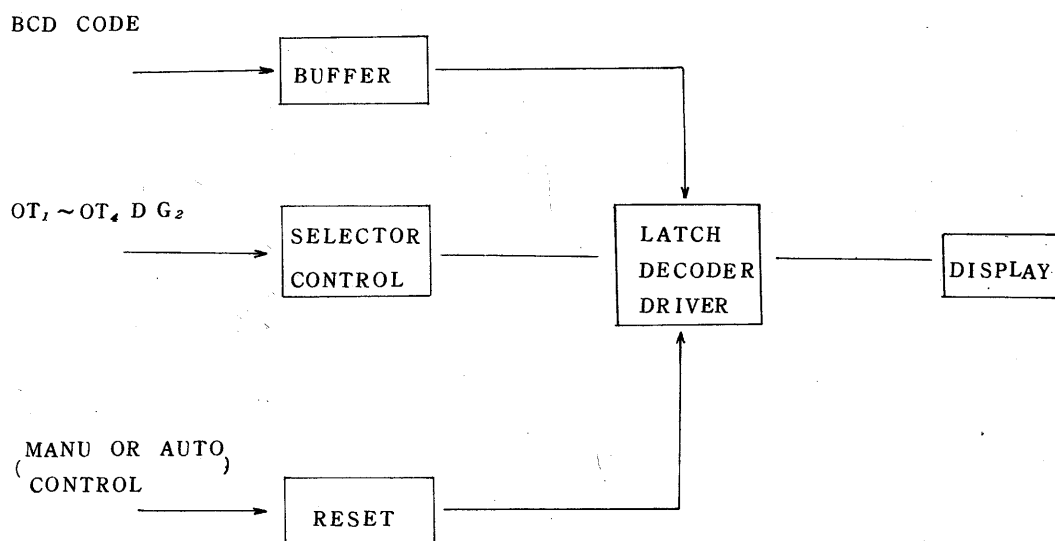 BCD CODE
BUFFER
OT₁~OT₄ D G₂
SELECTOR
CONTROL
LATCH
DECODER
DRIVER
DISPLAY
(MANU OR AUTO)
CONTROL
RESET